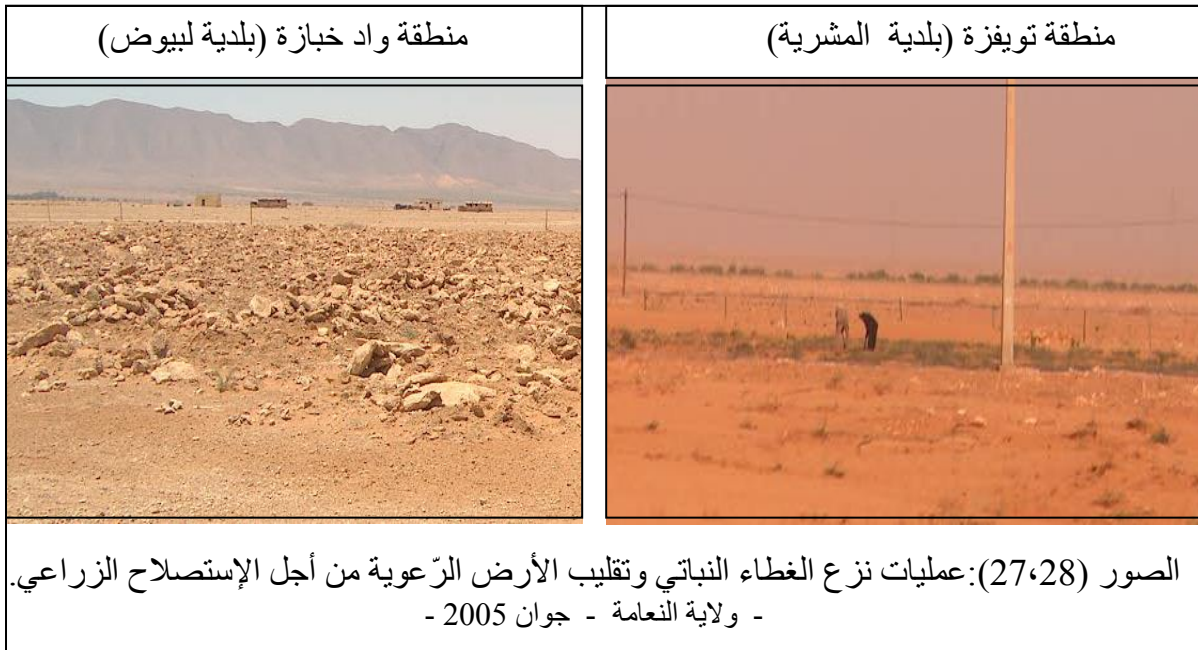 منطقة تويفزة (بلدية  المشرية)
منطقة واد خبازة (بلدية لبيوض)
الصور (27،28):عمليات نزع الغطاء النباتي وتقليب الأرض الرّعوية من أجل الإستصلاح الزراعي.
- ولاية النعامة - جوان 2005 -